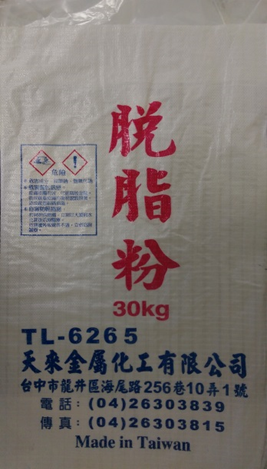 脱脂粉
30kg
危險
TL-6265
天來金屬化工有限公司
台中市龍井區海尾路256巷10弄1號
電話:(04)26303839
傳真:(04)26303815
Made in Taiwan